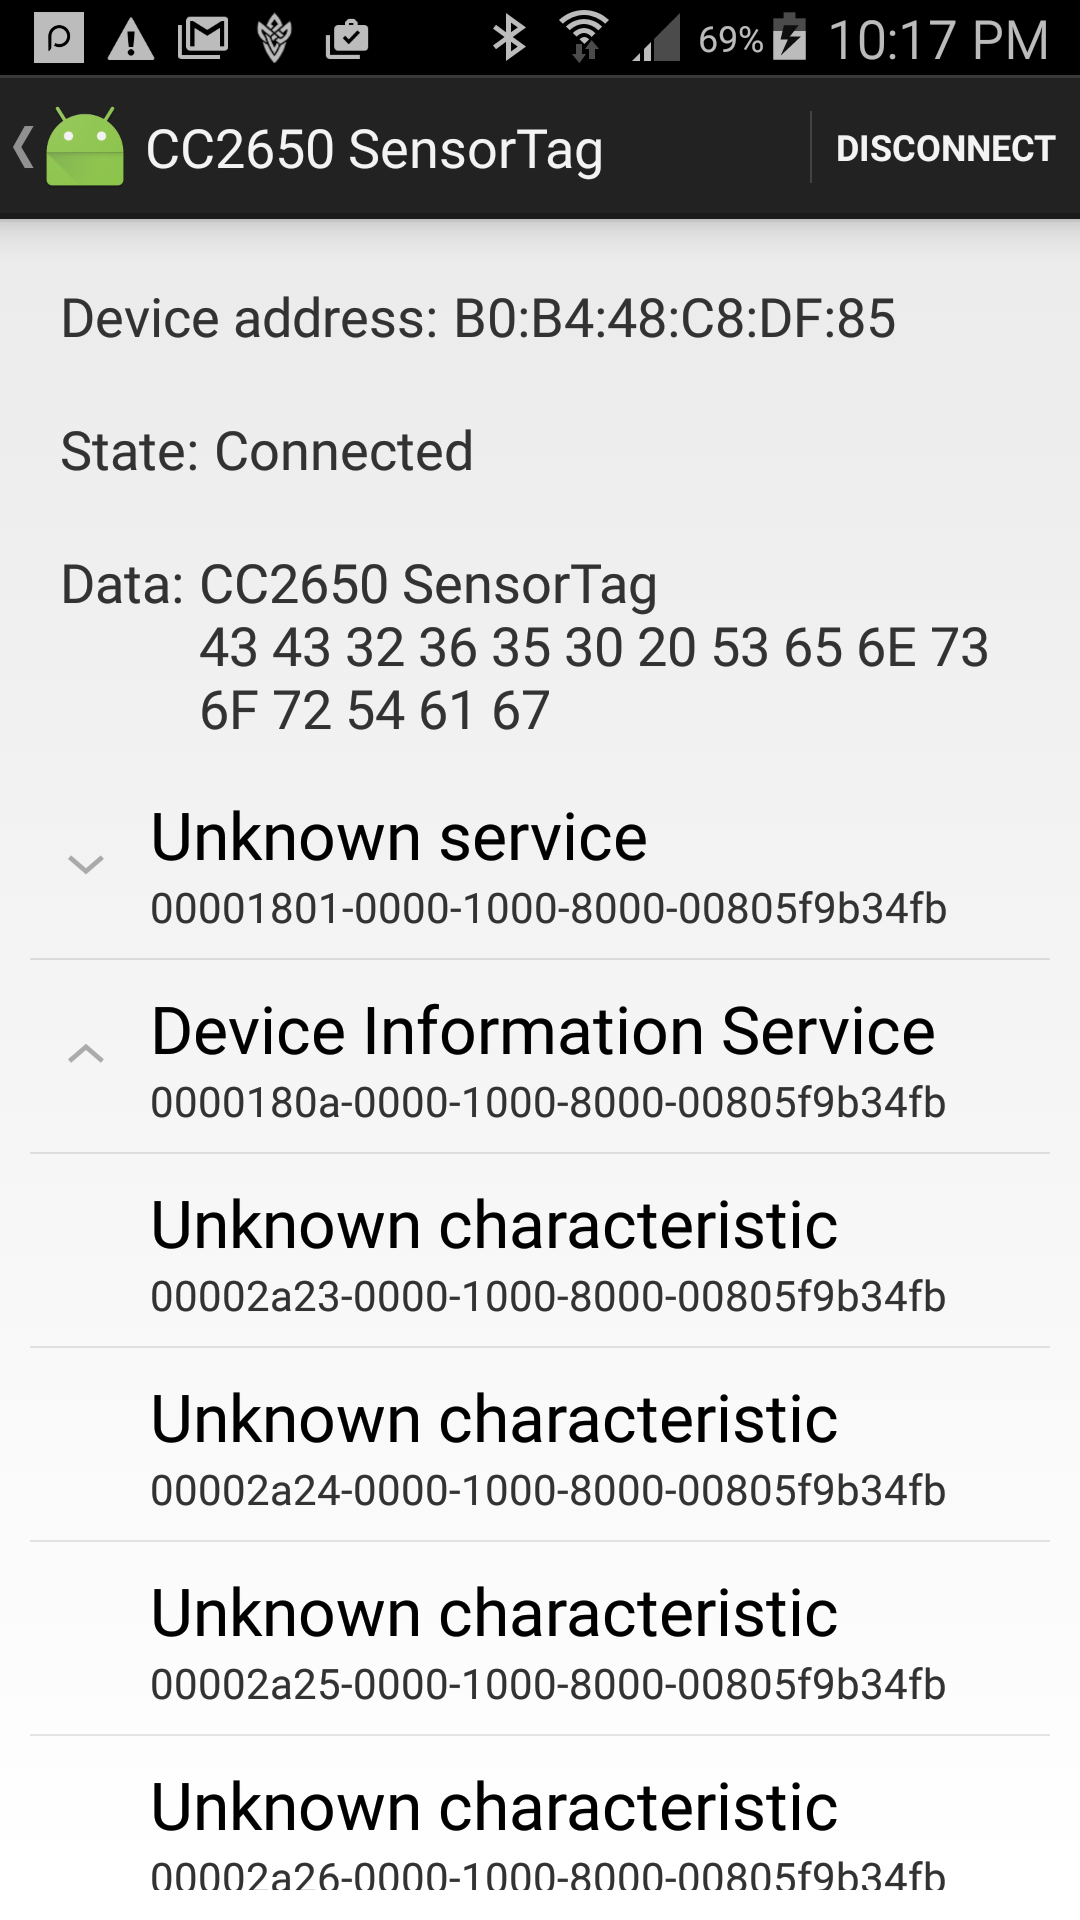 69% 10:17 PM
CC2650 SensorTag DISCONNECT
Device address: B0:B4:48:C8:DF:85
State: Connected
Data: CC2650 SensorTag
43 43 32 36 35 30 20 53 65 6E 73
6F 72 54 61 67
Unknown service
00001801-0000-1000-8000-00805f9b34fb
Device Information Service
0000180a-0000-1000-8000-00805f9b34fb
Unknown characteristic
00002a23-0000-1000-8000-00805f9b34fb
Unknown characteristic
00002a24-0000-1000-8000-00805f9b34fb
Unknown characteristic
00002a25-0000-1000-8000-00805f9b34fb
Unknown characteristic
00002a26-0000-1000-8000-00805f9b34fb